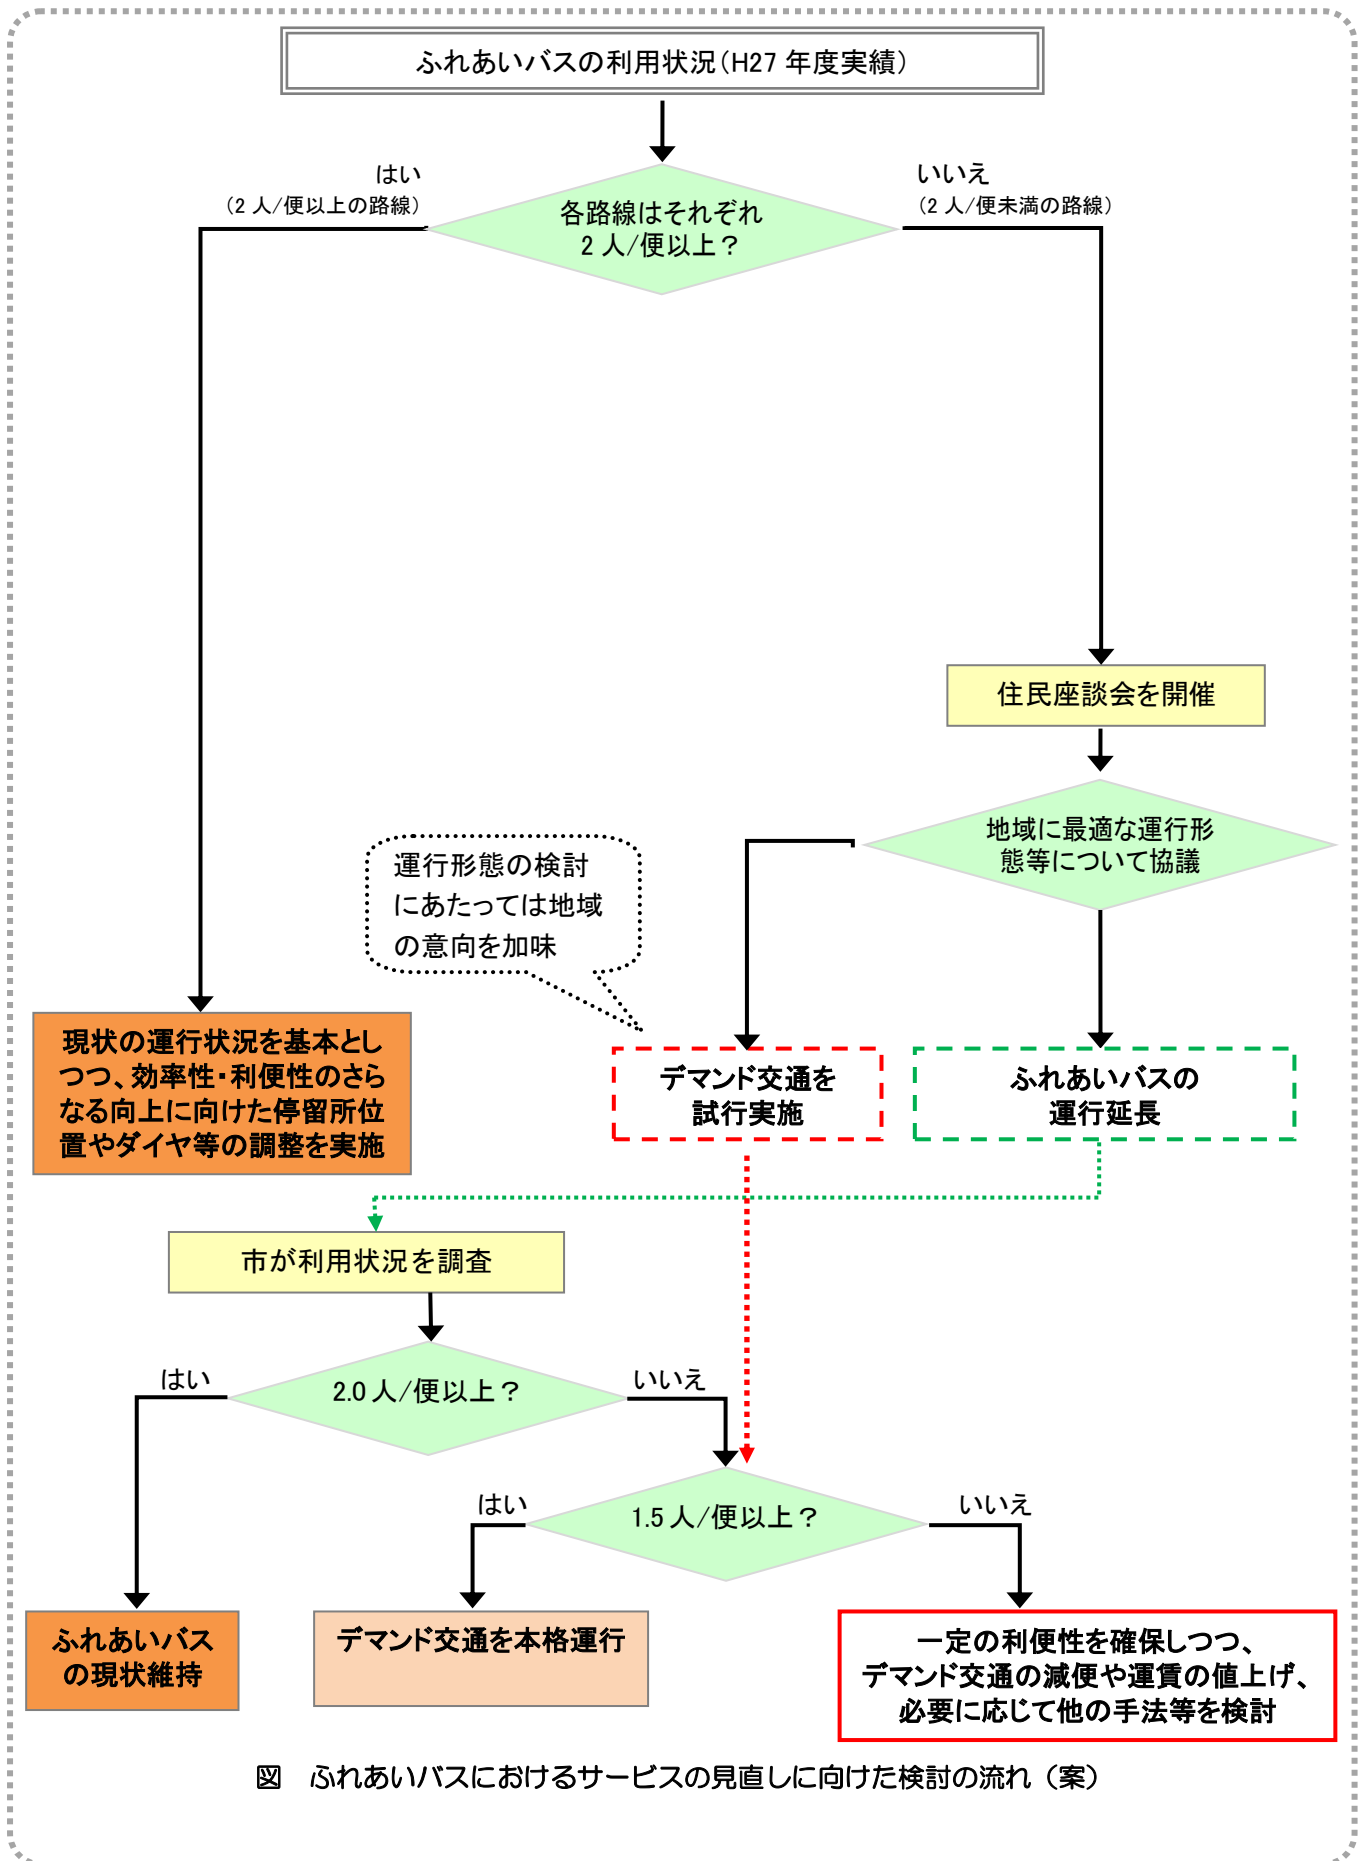 ふれあいバスの利用状況（H27 年度実績）
はい
（2 人/便以上の路線）
いいえ
（2 人/便未満の路線）
各路線はそれぞれ
2 人/便以上？
住民座談会を開催
地域に最適な運行形
態等について協議
運行形態の検討
にあたっては地域
の意向を加味
現状の運行状況を基本とし
つつ、効率性・利便性のさら
なる向上に向けた停留所位
置やダイヤ等の調整を実施
デマンド交通を
試行実施
ふれあいバスの
運行延長
市が利用状況を調査
はい
2.0 人/便以上？
いいえ
はい
1.5 人/便以上？
いいえ
ふれあいバス
の現状維持
デマンド交通を本格運行
一定の利便性を確保しつつ、
デマンド交通の減便や運賃の値上げ、
必要に応じて他の手法等を検討
図　ふれあいバスにおけるサービスの見直しに向けた検討の流れ（案）